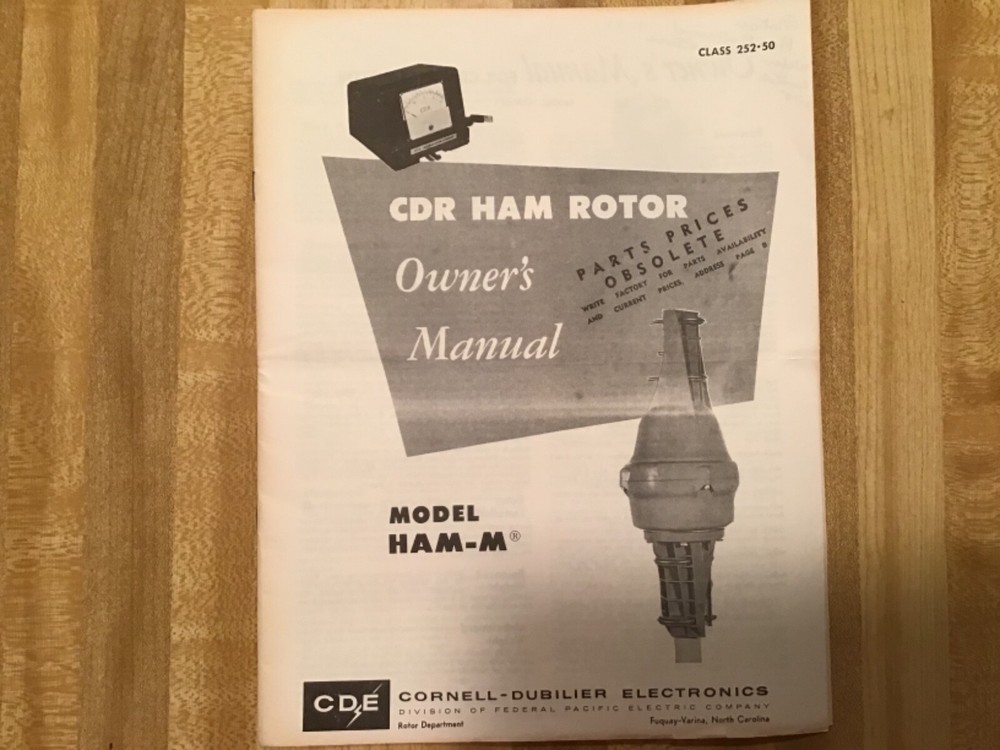 CLASS 252·50
CDR
CDR HAM ROTOR
Owner's
Manual
PARTS PRICES
OBSOLETE
WRITE FACTORY FOR PARTS AVAILABILITY
AND CURRENT PRICES, ADDRESS PAGE 8
MODEL
HAM-M®
CDE
CORNELL-DUBILIER ELECTRONICS
DIVISION OF FEDERAL PACIFIC ELECTRIC COMPANY
Rotor Department
Fuquay-Varina, North Carolina